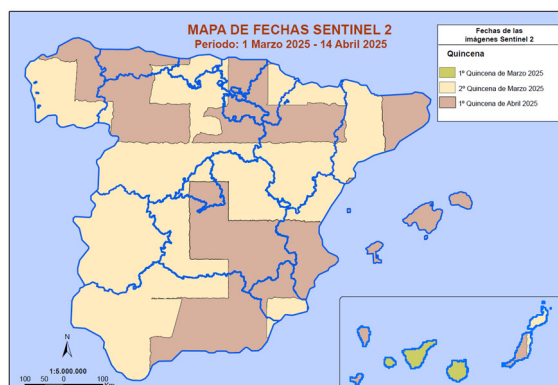 MAPA DE FECHAS SENTINEL 2
Periodo: 1 Marzo 2025 - 14 Abril 2025
Fechas de las
imágenes Sentinel 2
Quincena
1ª Quincena de Marzo 2025
2ª Quincena de Marzo 2025
1ª Quincena de Abril 2025
N
1:5.000.000
100 50 0 100